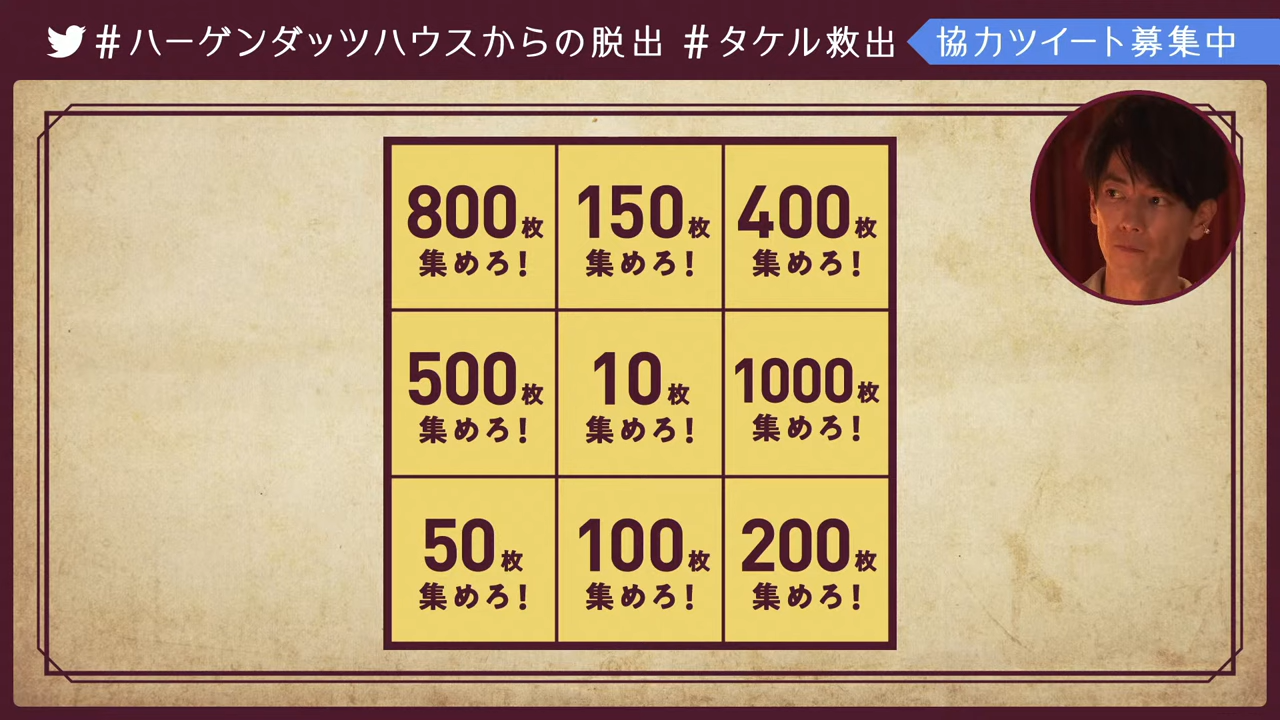 #ハーゲンダッツハウスからの脱出 #タケル救出 協力ツイート募集中
800枚 集めろ!
150枚 集めろ!
400枚 集めろ!
500枚 集めろ!
10枚 集めろ!
1000枚 集めろ!
50枚 集めろ!
100枚 集めろ!
200枚 集めろ!